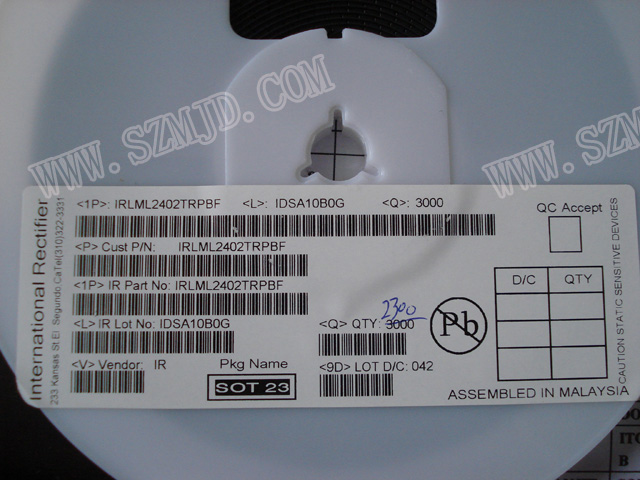 WWW.SZMJD.COM
WWW.SZM
<1P>: IRLML2402TRPBF <L>: IDSA10B0G <Q>: 3000
QC Accept
<P> Cust P/N: IRLML2402TRPBF
<1P> IR Part No: IRLML2402TRPBF
<L> IR Lot No: IDSA10B0G
2300
<Q> QTY: 3000
Pb
<V> Vendor: IR
Pkg Name
SOT 23
<9D> LOT D/C: 042
D/C QTY
ASSEMBLED IN MALAYSIA
International Rectifier
233 Kansas St.El Segundo.CaTel(310)322-3331
CAUTION STATIC SENSITIVE DEVICES
B